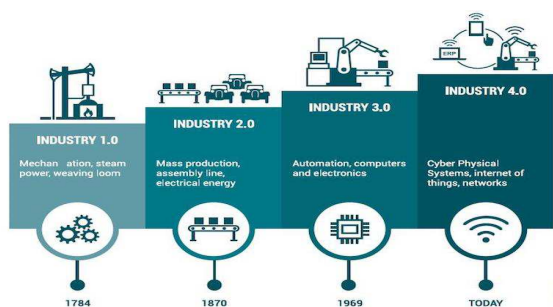 ERP
INDUSTRY 1.0
Mechan ation, steam
power, weaving loom
INDUSTRY 2.0
Mass production,
assembly line,
electrical energy
INDUSTRY 3.0
Automation, computers
and electronics
INDUSTRY 4.0
Cyber Physical
Systems, internet of
things, networks
1784
1870
1969
TODAY